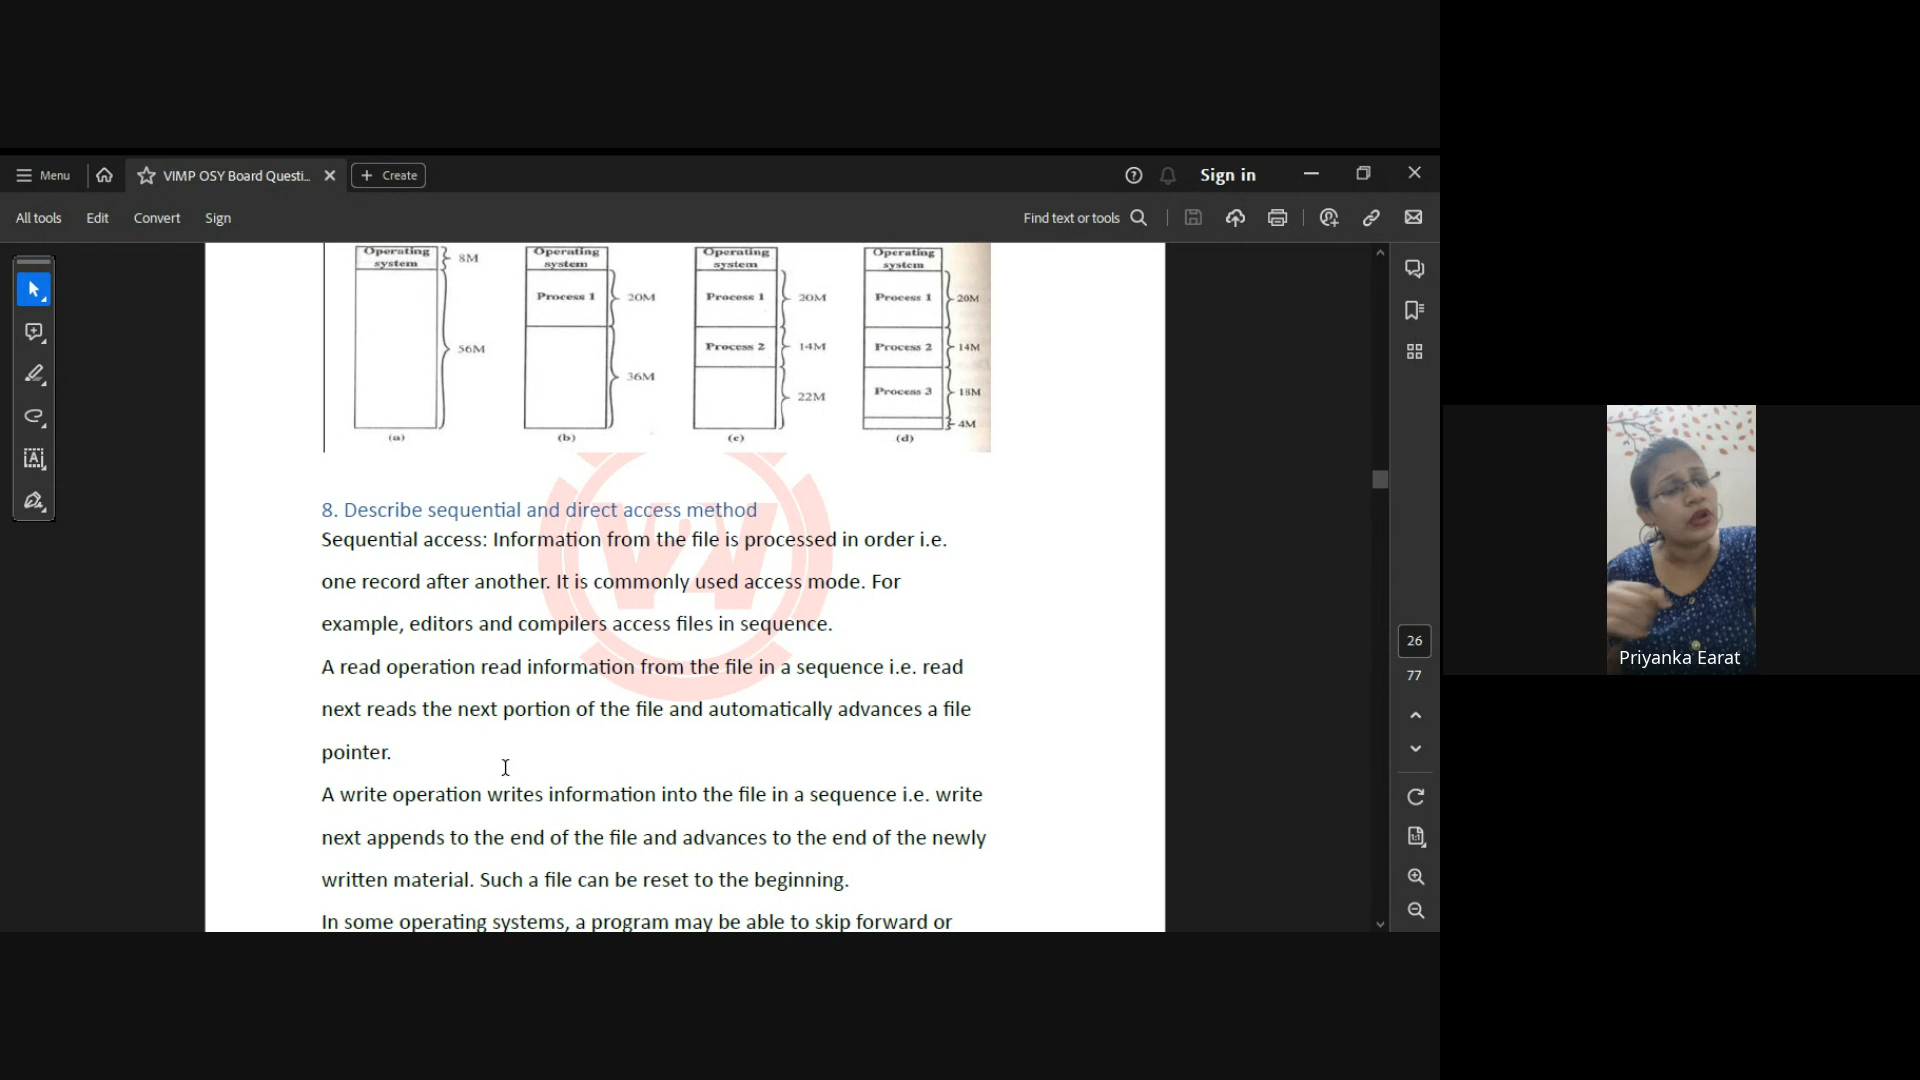 Menu
VIMP OSY Board Questi...
Create
Sign in
All tools
Edit
Convert
Sign
Find text or tools
Operating system
8M
56M
(a)
Operating system
Process 1
20M
36M
(b)
Operating system
Process 1
20M
Process 2
14M
22M
(c)
Operating system
Process 1
20M
Process 2
14M
Process 3
18M
4M
(d)
8. Describe sequential and direct access method
Sequential access: Information from the file is processed in order i.e.
one record after another. It is commonly used access mode. For
example, editors and compilers access files in sequence.
A read operation read information from the file in a sequence i.e. read
next reads the next portion of the file and automatically advances a file
pointer.
A write operation writes information into the file in a sequence i.e. write
next appends to the end of the file and advances to the end of the newly
written material. Such a file can be reset to the beginning.
In some operating systems, a program may be able to skip forward or
V2V
26
77
Priyanka Earat